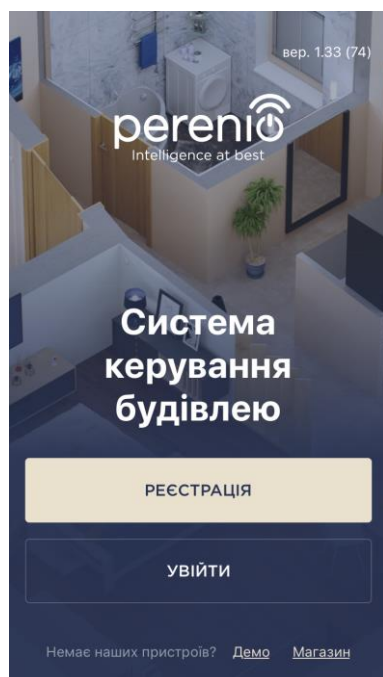 вер. 1.33 (74)
perenio
Intelligence at best
Система
керування
будівлею
РЕЄСТРАЦІЯ
УВІЙТИ
Немає наших пристроїв? Демо Магазин